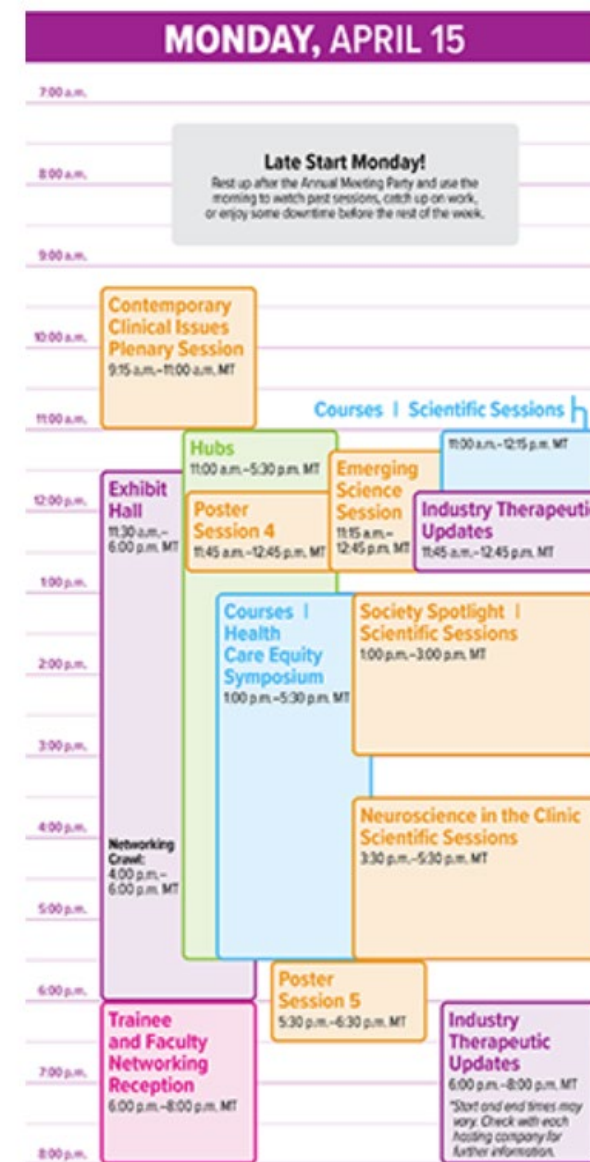 MONDAY, APRIL 15
7:00 a.m.
Late Start Monday!
Rest up after the Annual Meeting Party and use the
morning to watch past sessions, catch up on work,
or enjoy some downtime before the rest of the week.
8:00 a.m.
9:00 a.m.
Contemporary
Clinical Issues
Plenary Session
9:15 a.m.–11:00 a.m. MT
10:00 a.m.
11:00 a.m.
Courses | Scientific Sessions
11:00 a.m.–12:15 p.m. MT
Hubs
11:00 a.m.–5:30 p.m. MT
Emerging
Science
Session
11:15 a.m.–
12:45 p.m. MT
Exhibit
Hall
11:30 a.m.–
6:00 p.m. MT
12:00 p.m.
Poster
Session 4
11:45 a.m.–12:45 p.m. MT
Industry Therapeutic
Updates
11:45 a.m.–12:45 p.m. MT
1:00 p.m.
Courses |
Health
Care Equity
Symposium
1:00 p.m.–5:30 p.m. MT
Society Spotlight |
Scientific Sessions
1:00 p.m.–3:00 p.m. MT
2:00 p.m.
3:00 p.m.
Neuroscience in the Clinic
Scientific Sessions
3:30 p.m.–5:30 p.m. MT
4:00 p.m.
Networking
Crawl:
4:00 p.m.–
6:00 p.m. MT
5:00 p.m.
Poster
Session 5
5:30 p.m.–6:30 p.m. MT
6:00 p.m.
Trainee
and Faculty
Networking
Reception
6:00 p.m.–8:00 p.m. MT
Industry
Therapeutic
Updates
6:00 p.m.–8:00 p.m. MT
*Start and end times may
vary. Check with each
hosting company for
further information.
7:00 p.m.
8:00 p.m.